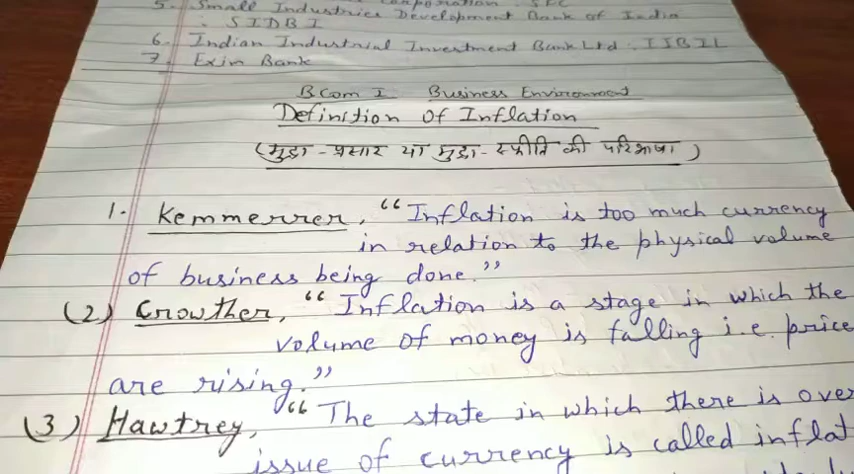 5. Small Industries Development Bank of India
: SIDBI
6. Indian Industrial Investment Bank Ltd : IIBIL
7. Exim Bank
BCom I Business Environment
Definition Of Inflation
(मुद्रा - प्रसार या मुद्रा - स्फीति की परिभाषा)
1. Kemmerrer, “Inflation is too much currency
in relation to the physical volume
of business being done.”
(2) Crowther, “Inflation is a stage in which the
volume of money is falling i.e. price
are rising.”
(3) Hawtrey, “The state in which there is over
issue of currency is called inflat